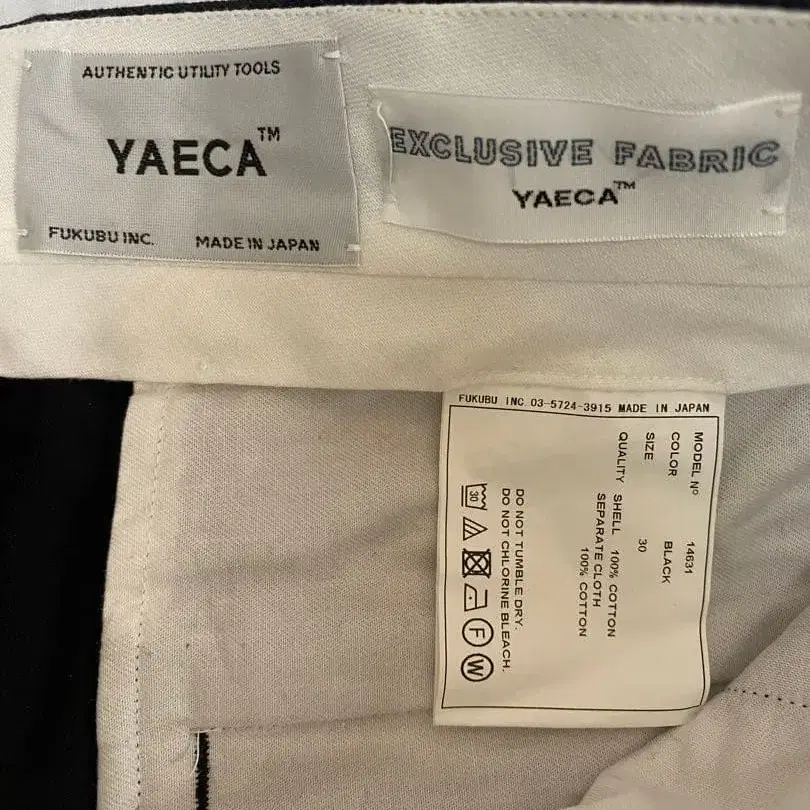 AUTHENTIC UTILITY TOOLS
YAECA™
FUKUBU INC. MADE IN JAPAN
EXCLUSIVE FABRIC
YAECA™
FUKUBU INC. 03-5724-3915 MADE IN JAPAN
MODEL Nº 14631
COLOR BLACK
SIZE 30
QUALITY SHELL 100% COTTON
SEPARATE CLOTH
100% COTTON
DO NOT TUMBLE DRY.
DO NOT CHLORINE BLEACH.
30 F W